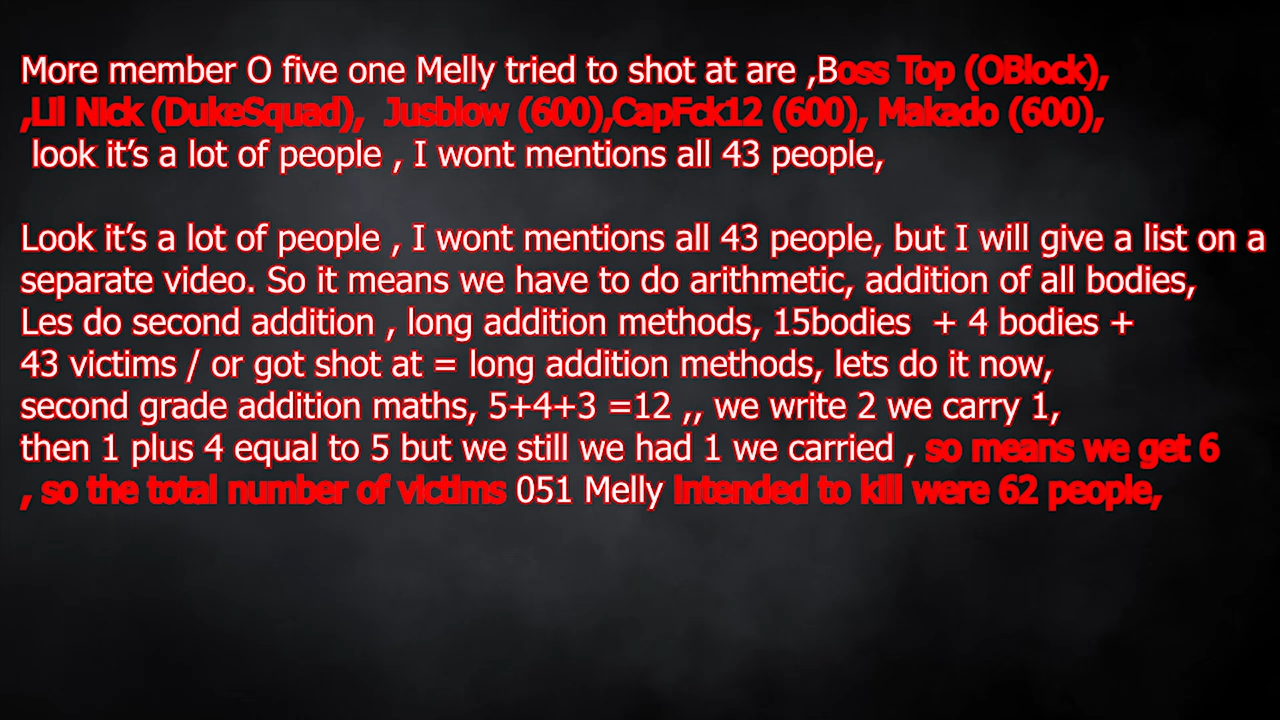 More member O five one Melly tried to shot at are ,Boss Top (OBlock),
,Lil Nick (DukeSquad),  Jusblow (600),CapFck12 (600), Makado (600),
look it’s a lot of people , I wont mentions all 43 people,
Look it’s a lot of people , I wont mentions all 43 people, but I will give a list on a
separate video. So it means we have to do arithmetic, addition of all bodies,
Les do second addition , long addition methods, 15bodies  + 4 bodies +
43 victims / or got shot at = long addition methods, lets do it now,
second grade addition maths, 5+4+3 =12 ,, we write 2 we carry 1,
then 1 plus 4 equal to 5 but we still we had 1 we carried , so means we get 6
, so the total number of victims 051 Melly intended to kill were 62 people,